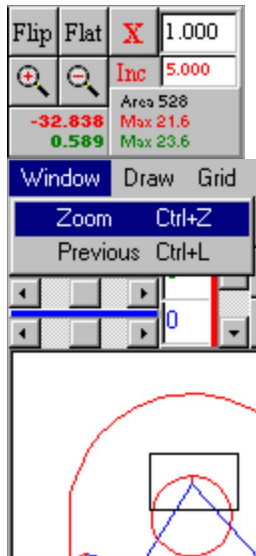 Flip Flat X 1.000
Inc 5.000
Area 528
-32.838 Max 21.6
0.589 Max 23.6
Window Draw Grid
Zoom Ctrl+Z
Previous Ctrl+L
0